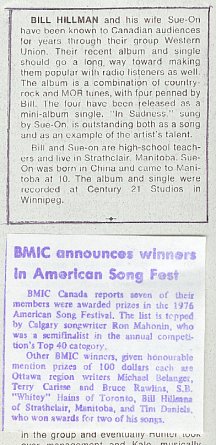 BILL HILLMAN and his wife Sue-On
have been known to Canadian audiences
for years through their group Western
Union. Their recent album and single
should go a long way toward making
them popular with radio listeners as well.
The album is a combination of country-
rock and MOR tunes, with four penned by
Bill. The four have been released as a
mini-album single. "In Sadness," sung
by Sue-On, is outstanding both as a song
and as an example of the artist's talent.
Bill and Sue-on are high-school teach-
ers and live in Strathclair, Manitoba. Sue-
On was born in China and came to Mani-
toba at 10. The album and single were
recorded at Century 21 Studios in
Winnipeg.
BMIC announces winners
in American Song Fest
BMIC Canada reports seven of their
members were awarded prizes in the 1976
American Song Festival. The list is topped
by Calgary songwriter Ron Mahonin, who
was a semifinalist in the annual competi-
tion's Top 40 category.
Other BMIC winners, given honourable
mention prizes of 100 dollars each are
Ottawa region writers Michael Belanger,
Terry Carisse and Bruce Rawlins, S.B.
"Whitey" Hains of Toronto, Bill Hillman
of Strathclair, Manitoba, and Tim Daniels,
who won awards for two of his songs.
in the group and eventually hunter took